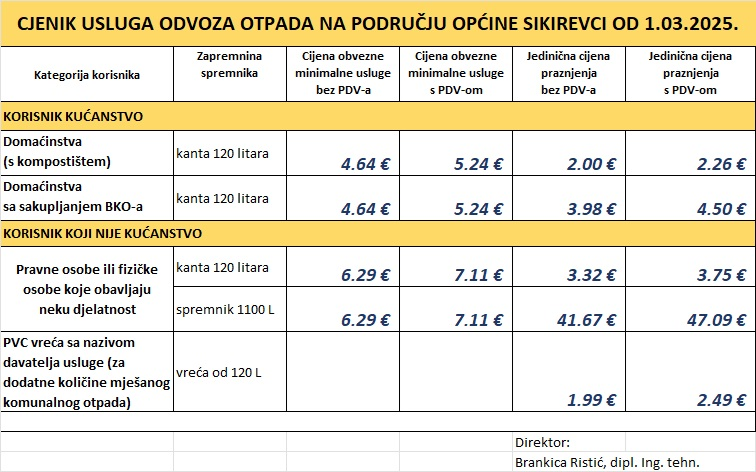 CJENIK USLUGA ODVOZA OTPADA NA PODRUČJU OPĆINE SIKIREVCI OD 1.03.2025.
Kategorija korisnika
Zapremnina
spremnika
Cijena obvezne
minimalne usluge
bez PDV-a
Cijena obvezne
minimalne usluge
s PDV-om
Jedinična cijena
praznjenja
bez PDV-a
Jedinična cijena
praznjenja
s PDV-om
KORISNIK KUĆANSTVO
Domaćinstva
(s kompostištem)
kanta 120 litara
4.64 €
5.24 €
2.00 €
2.26 €
Domaćinstva
sa sakupljanjem BKO-a
kanta 120 litara
4.64 €
5.24 €
3.98 €
4.50 €
KORISNIK KOJI NIJE KUĆANSTVO
Pravne osobe ili fizičke
osobe koje obavljaju
neku djelatnost
kanta 120 litara
6.29 €
7.11 €
3.32 €
3.75 €
spremnik 1100 L
6.29 €
7.11 €
41.67 €
47.09 €
PVC vreća sa nazivom
davatelja usluge (za
dodatne količine mješanog
komunalnog otpada)
vreća od 120 L
1.99 €
2.49 €
Direktor:
Brankica Ristić, dipl. Ing. tehn.